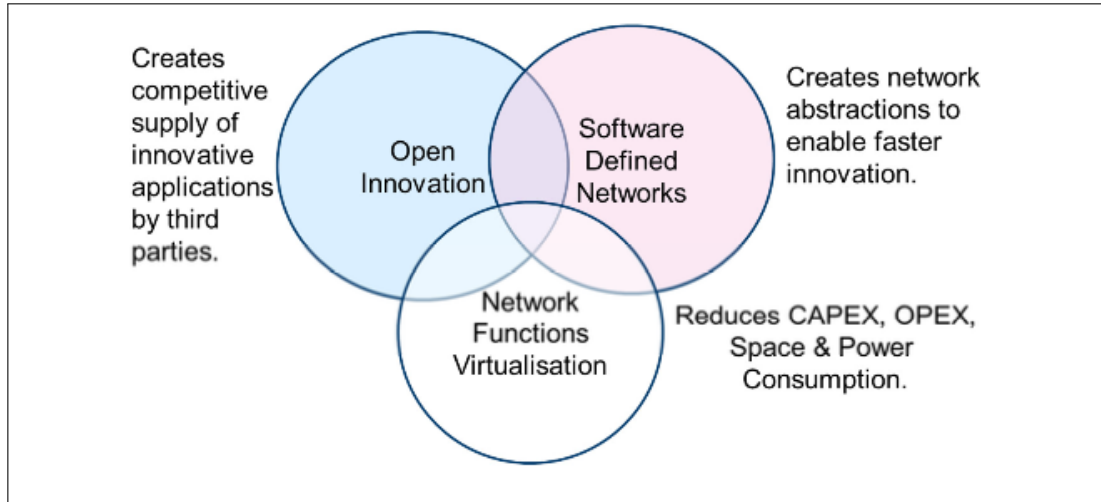 Creates
competitive
supply of
innovative
applications
by third
parties.
Open
Innovation
Software
Defined
Networks
Creates network
abstractions to
enable faster
innovation.
Network
Functions
Virtualisation
Reduces CAPEX, OPEX,
Space & Power
Consumption.